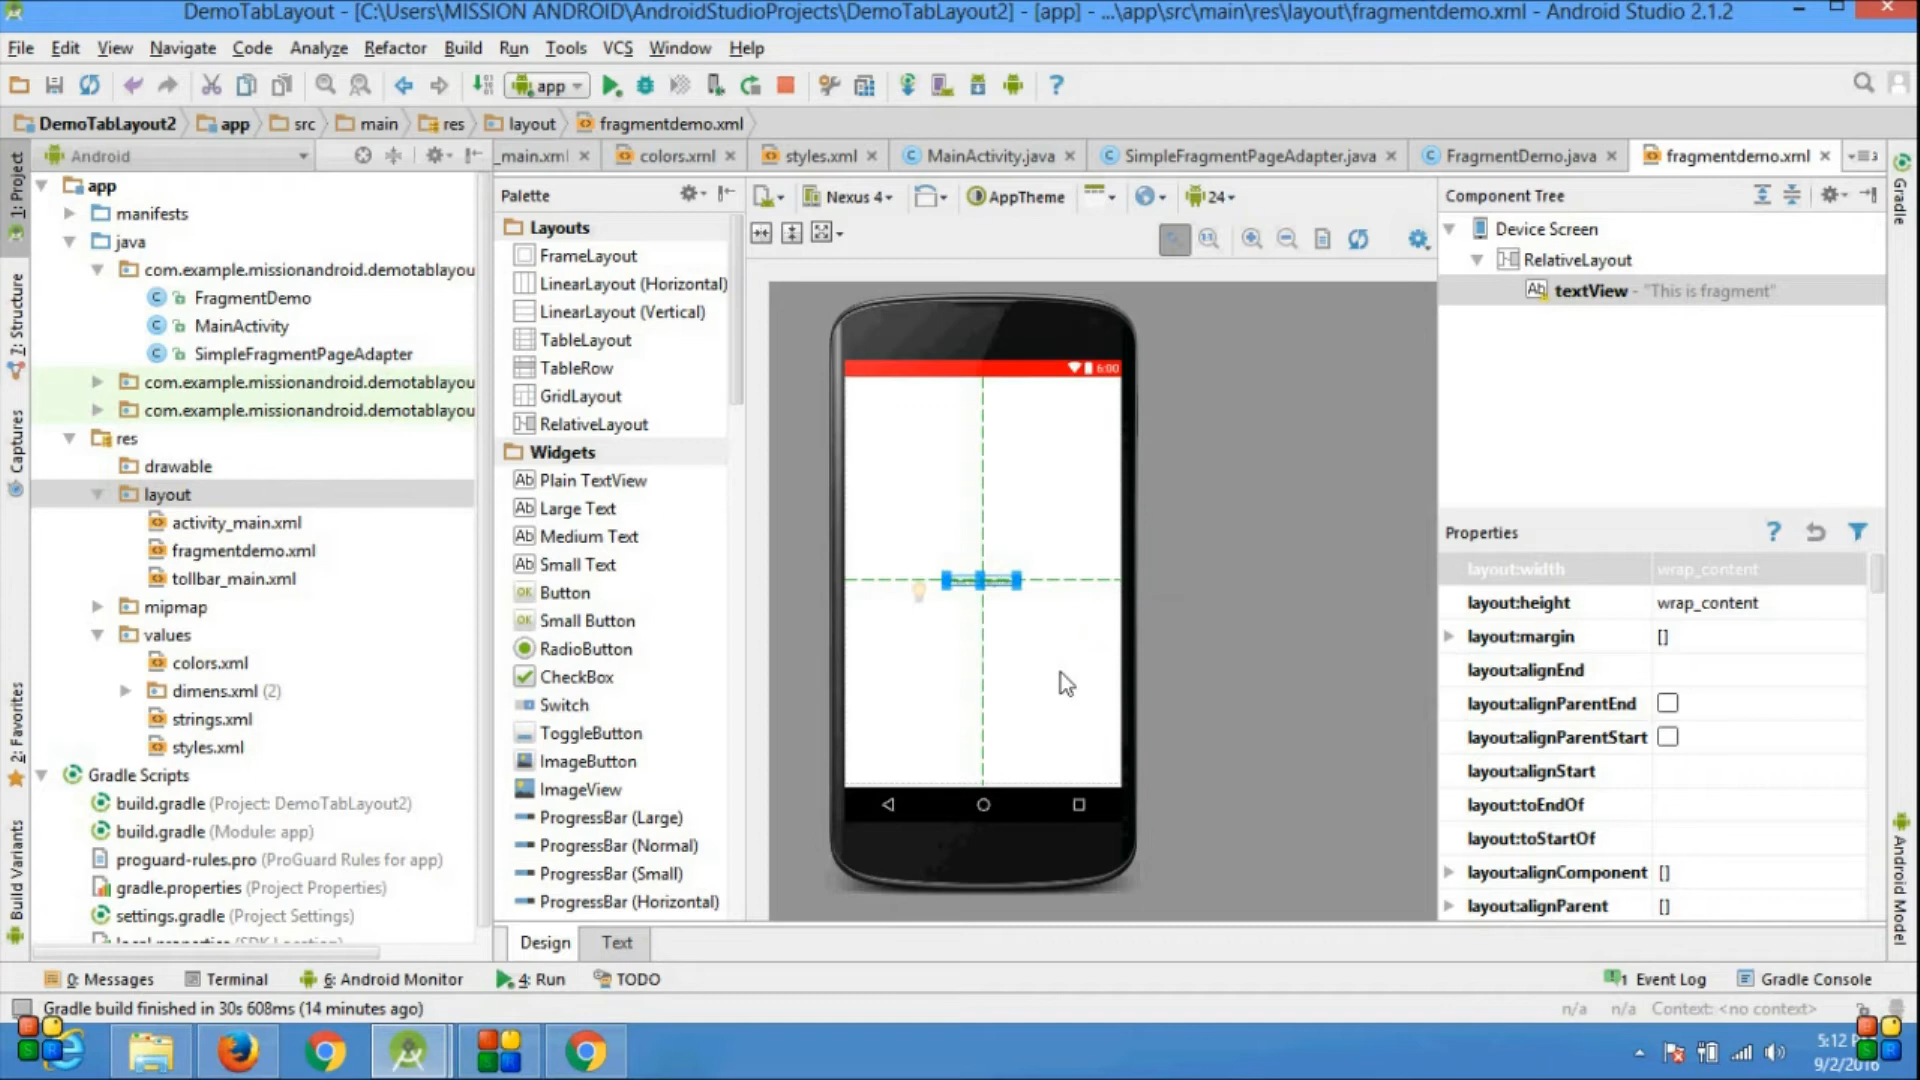 DemoTabLayout - [C:\Users\MISSION ANDROID\AndroidStudioProjects\DemoTabLayout2] - [app] - ...\app\src\main\res\layout\fragmentdemo.xml - Android Studio 2.1.2
File Edit View Navigate Code Analyze Refactor Build Run Tools VCS Window Help
app
DemoTabLayout2 app src main res layout fragmentdemo.xml
Android
_main.xml colors.xml styles.xml MainActivity.java SimpleFragmentPageAdapter.java FragmentDemo.java fragmentdemo.xml
1: Project
7: Structure
Captures
2: Favorites
Build Variants
app
manifests
java
com.example.missionandroid.demotablayou
FragmentDemo
MainActivity
SimpleFragmentPageAdapter
com.example.missionandroid.demotablayou
com.example.missionandroid.demotablayou
res
drawable
layout
activity_main.xml
fragmentdemo.xml
tollbar_main.xml
mipmap
values
colors.xml
dimens.xml (2)
strings.xml
styles.xml
Gradle Scripts
build.gradle (Project: DemoTabLayout2)
build.gradle (Module: app)
proguard-rules.pro (ProGuard Rules for app)
gradle.properties (Project Properties)
settings.gradle (Project Settings)
Palette
Layouts
FrameLayout
LinearLayout (Horizontal)
LinearLayout (Vertical)
TableLayout
TableRow
GridLayout
RelativeLayout
Widgets
Ab Plain TextView
Ab Large Text
Ab Medium Text
Ab Small Text
OK Button
OK Small Button
RadioButton
CheckBox
Switch
ToggleButton
ImageButton
ImageView
ProgressBar (Large)
ProgressBar (Normal)
ProgressBar (Small)
ProgressBar (Horizontal)
Nexus 4 AppTheme 24
6:00
Component Tree
Device Screen
RelativeLayout
Ab textView - "This is fragment"
Properties
layout:width wrap_content
layout:height wrap_content
layout:margin []
layout:alignEnd
layout:alignParentEnd
layout:alignParentStart
layout:alignStart
layout:toEndOf
layout:toStartOf
layout:alignComponent []
layout:alignParent []
Gradle
Android Model
Design Text
0: Messages Terminal 6: Android Monitor 4: Run TODO 1 Event Log Gradle Console
Gradle build finished in 30s 608ms (14 minutes ago) n/a n/a Context: <no context>
5:12
9/2/2016